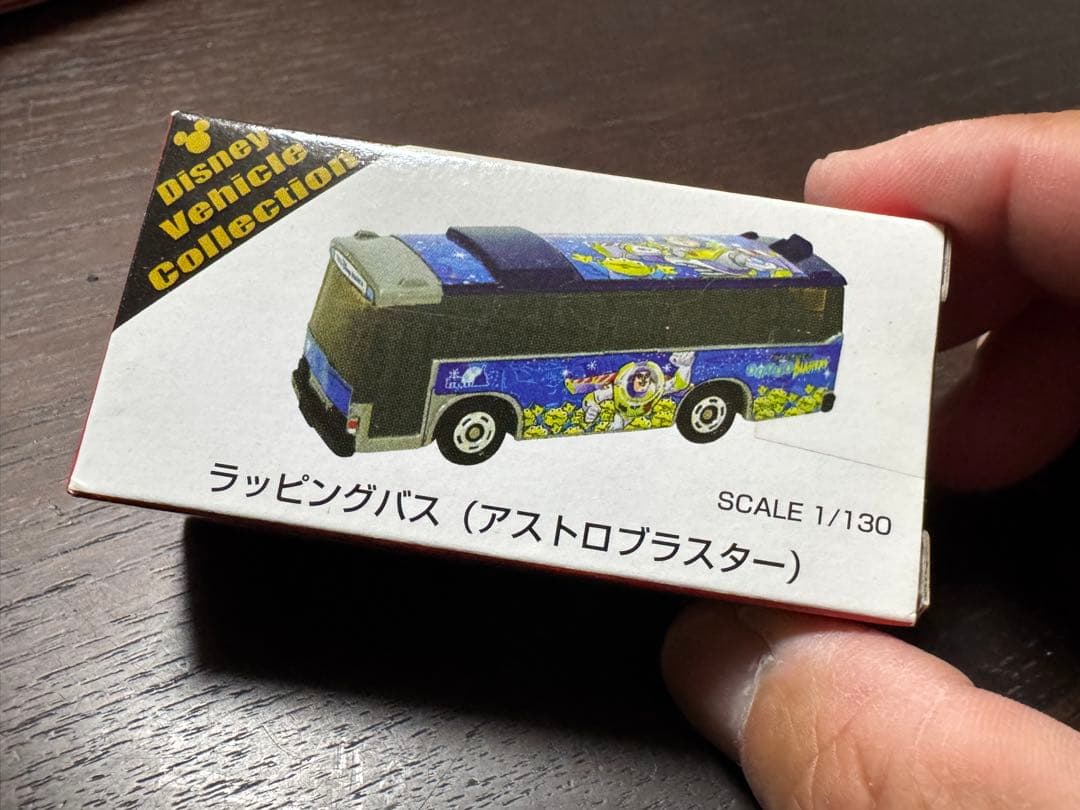 Disney
Vehicle
Collection
ラッピングバス（アストロブラスター）
SCALE 1/130